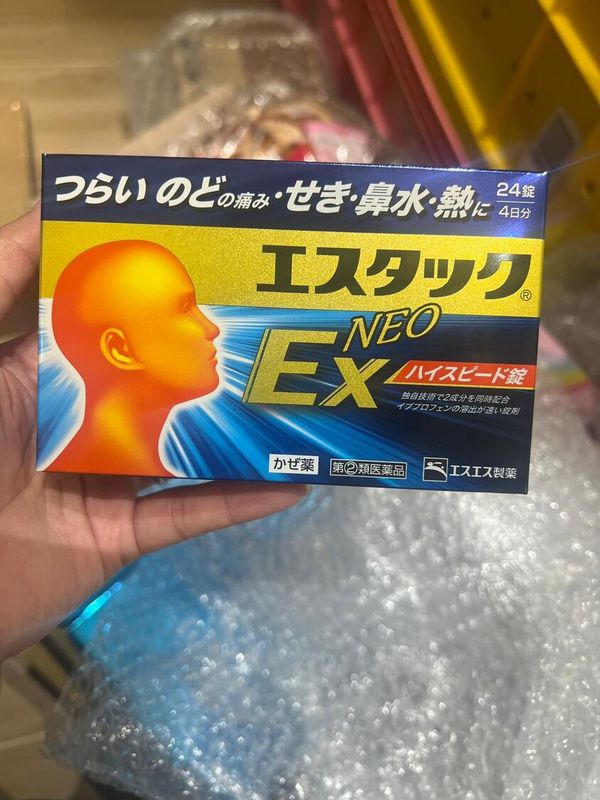 つらい のどの痛み・せき・鼻水・熱に
24錠
4日分
エスタック®
NEO
Ex
ハイスピード錠
独自技術で2成分を同時配合
イブプロフェンの溶出が速い錠剤
かぜ薬
指②類医薬品
エスエス製薬